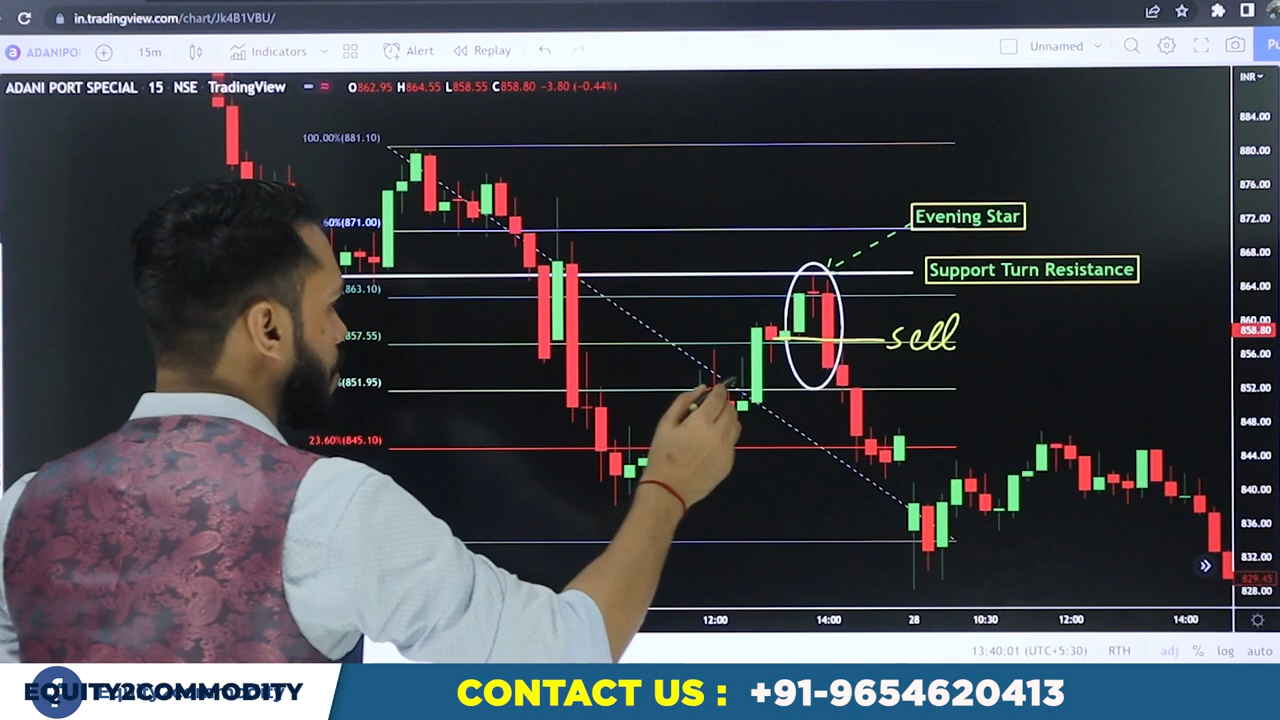 in.tradingview.com/chart/Jk4B1VBU/
ADANIPO
15m
Indicators
Alert
Replay
Unnamed
ADANI PORT SPECIAL · 15 · NSE TradingView
O862.95 H864.55 L858.55 C858.80 −3.80 (−0.44%)
INR
884.00
880.00
876.00
872.00
868.00
864.00
860.00
858.80
856.00
852.00
848.00
844.00
840.00
836.00
832.00
829.45
828.00
100.00%(881.10)
60%(871.00)
863.10)
857.55)
(851.95)
23.60%(845.10)
Evening Star
Support Turn Resistance
sell
12:00
14:00
28
10:30
12:00
14:00
13:40:01 (UTC+5:30)
RTH
adj
%
log
auto
EQUITY2COMMODITY
CONTACT US : +91-9654620413